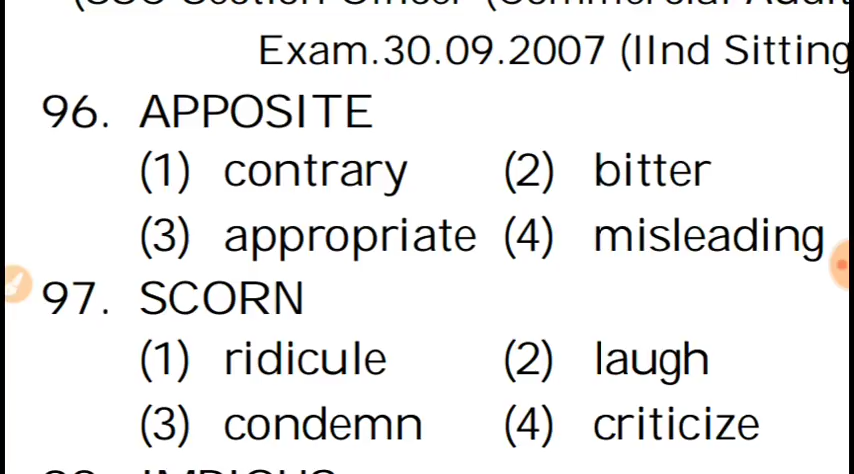 Exam.30.09.2007 (IInd Sitting
96. APPOSITE
(1) contrary (2) bitter
(3) appropriate (4) misleading
97. SCORN
(1) ridicule (2) laugh
(3) condemn (4) criticize